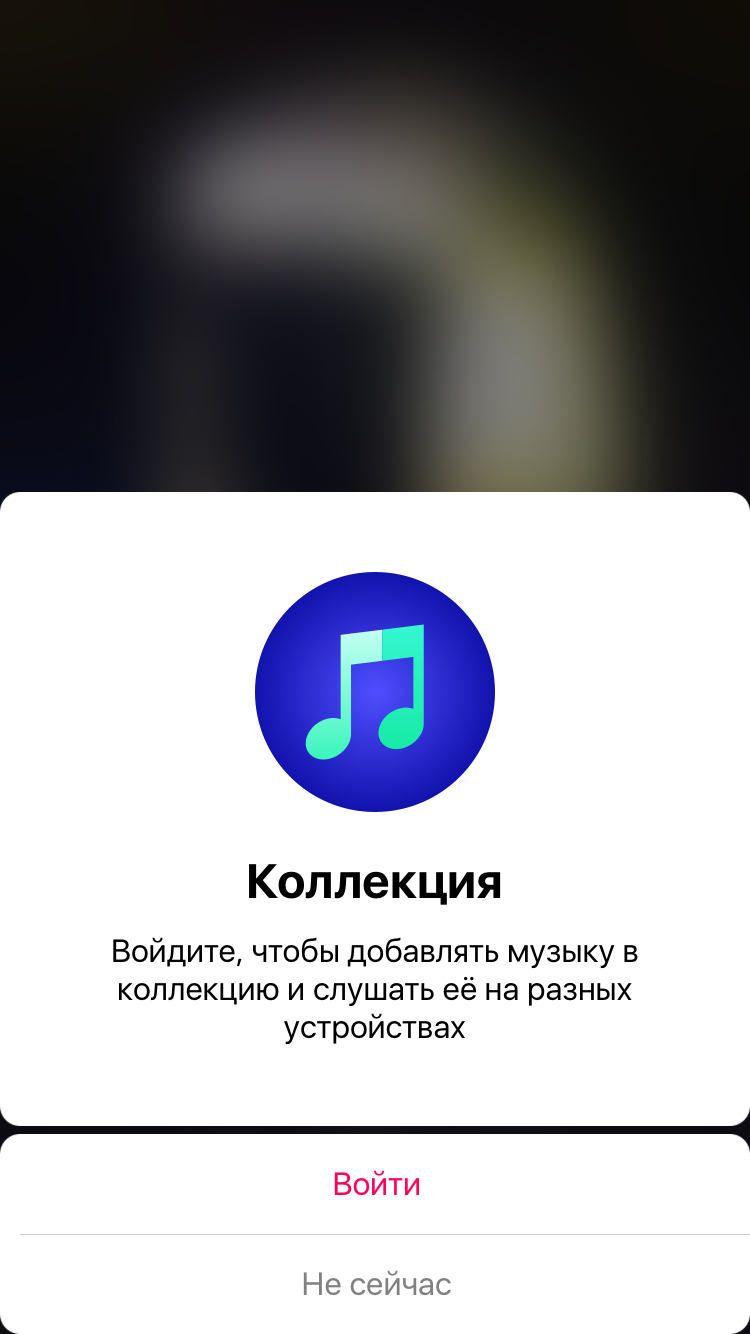 Коллекция
Войдите, чтобы добавлять музыку в
коллекцию и слушать её на разных
устройствах
Войти
Не сейчас